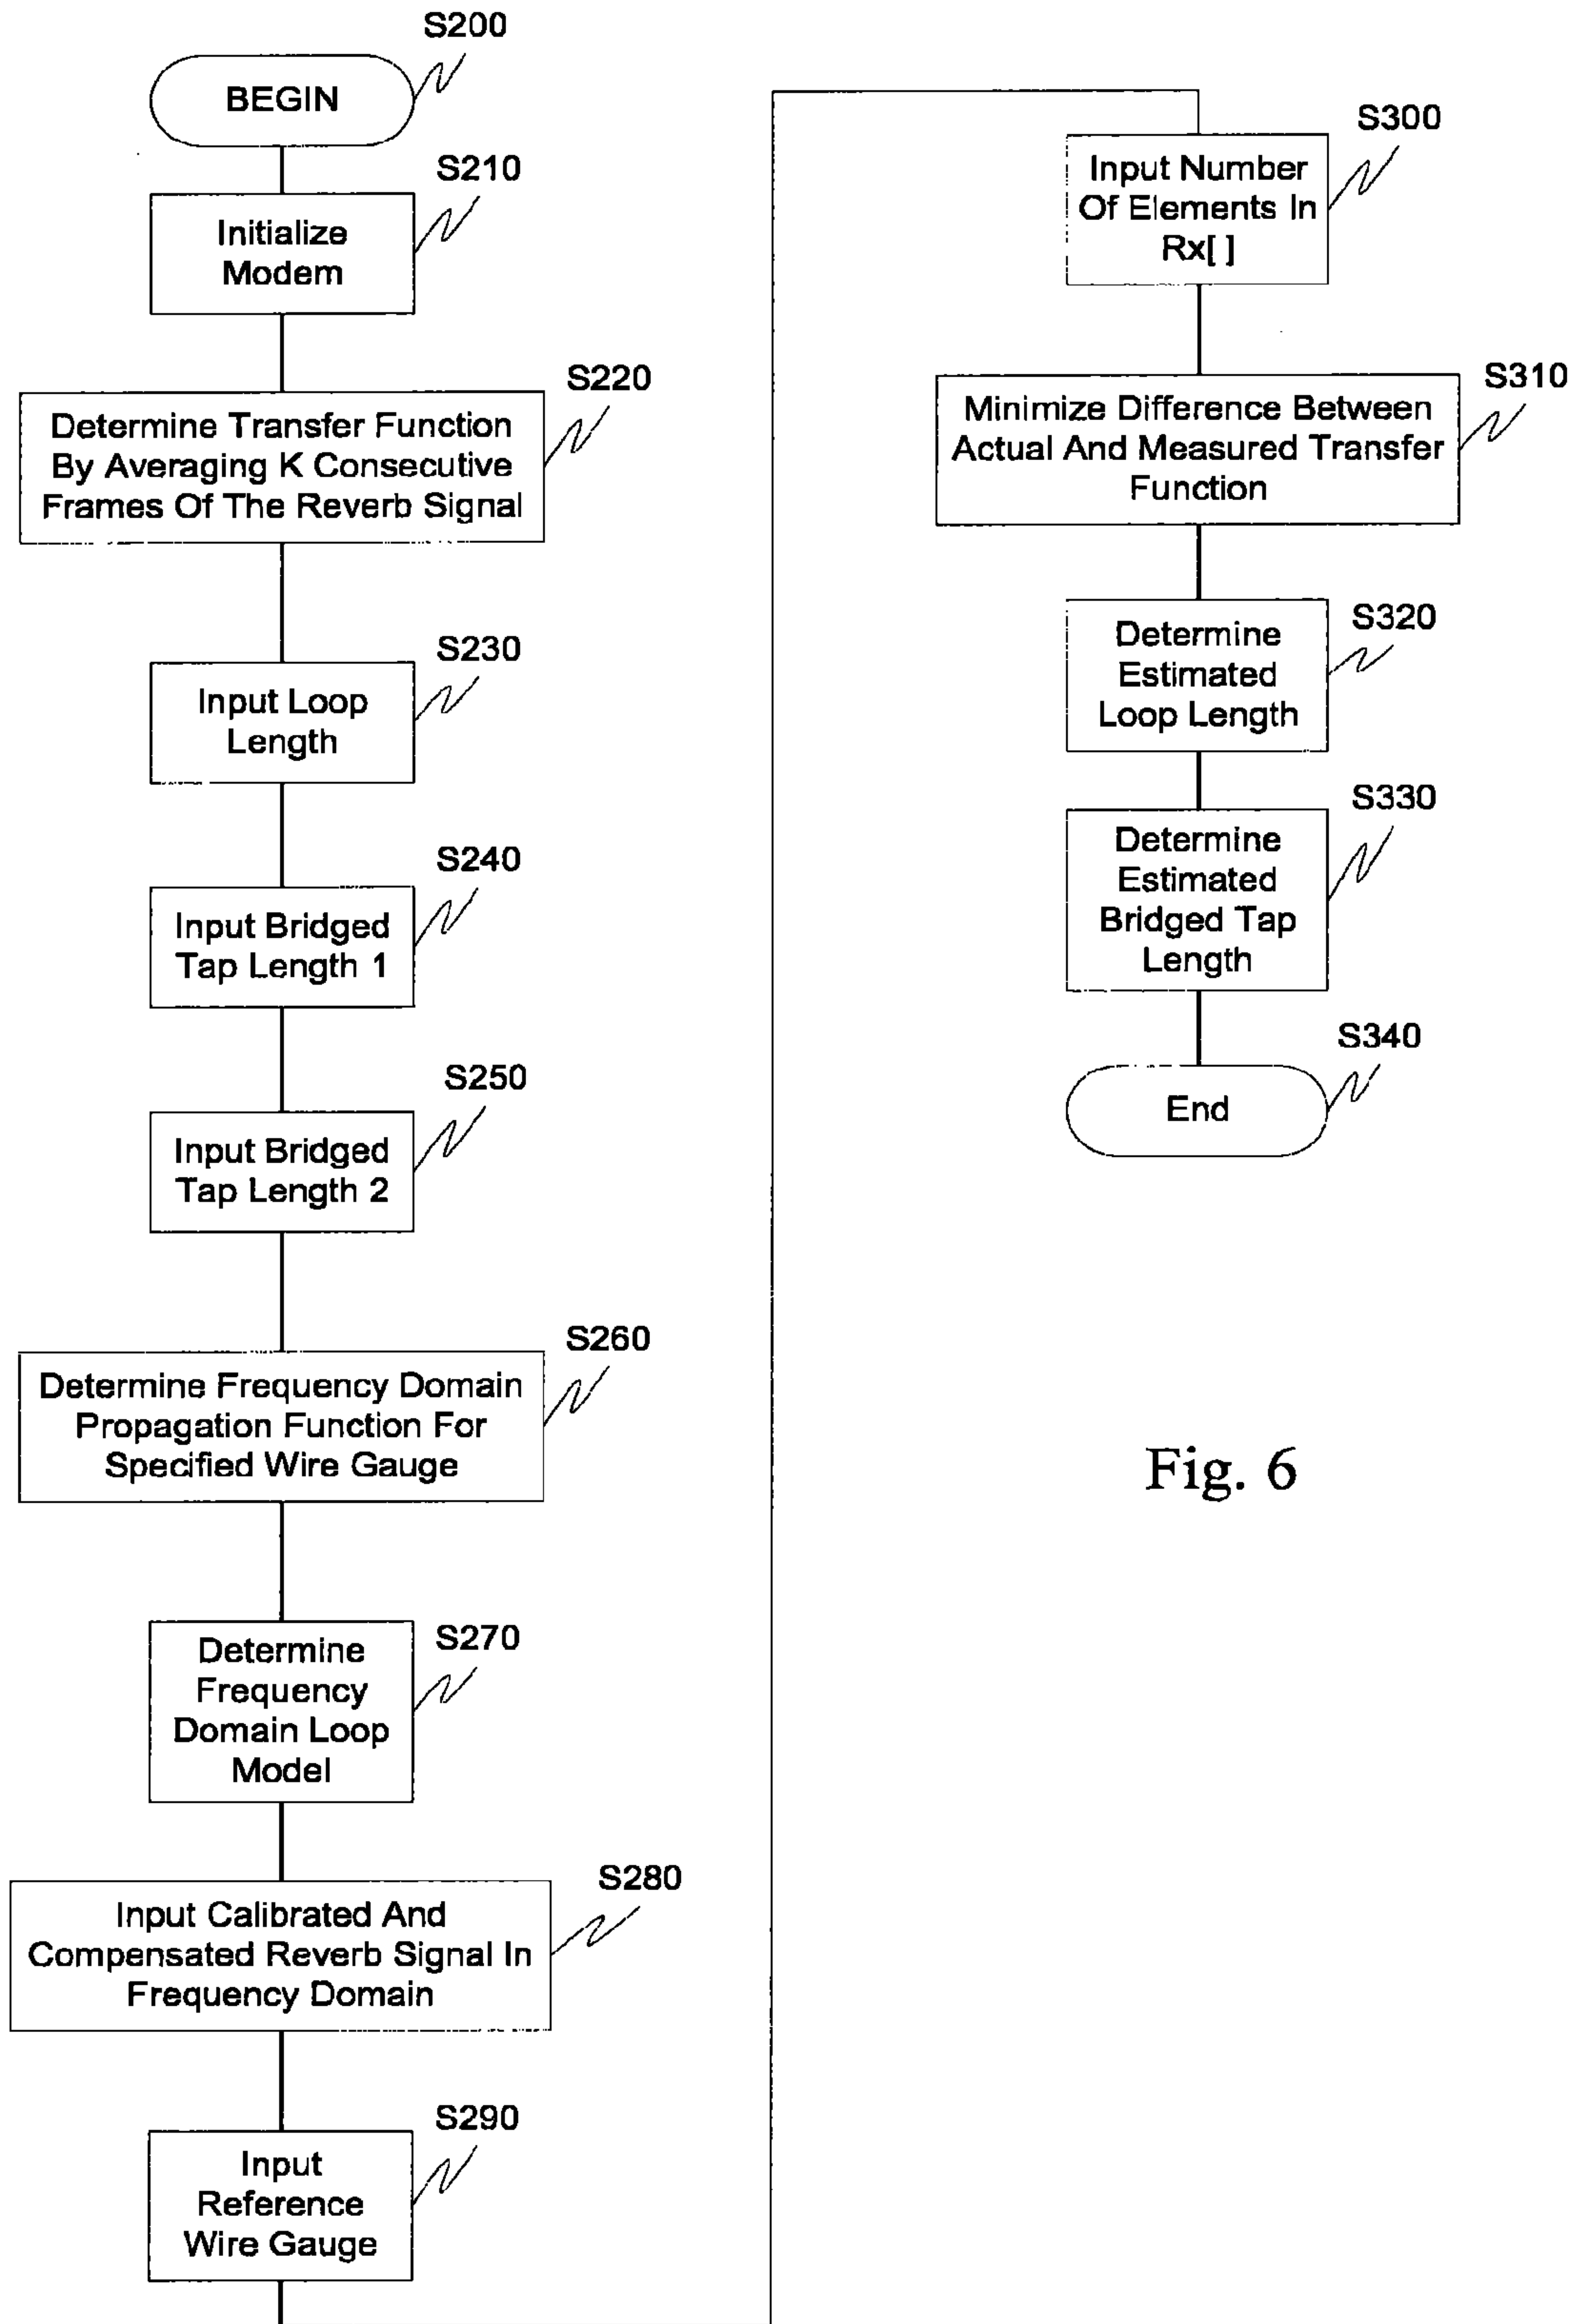 S200
BEGIN
S210
Initialize
Modem
S220
Determine Transfer Function
By Averaging K Consecutive
Frames Of The Reverb Signal
S230
Input Loop
Length
S240
Input Bridged
Tap Length 1
S250
Input Bridged
Tap Length 2
S260
Determine Frequency Domain
Propagation Function For
Specified Wire Gauge
S270
Determine
Frequency
Domain Loop
Model
S280
Input Calibrated And
Compensated Reverb Signal In
Frequency Domain
S290
Input
Reference
Wire Gauge
S300
Input Number
Of Elements In
Rx[ ]
S310
Minimize Difference Between
Actual And Measured Transfer
Function
S320
Determine
Estimated
Loop Length
S330
Determine
Estimated
Bridged Tap
Length
S340
End
Fig. 6